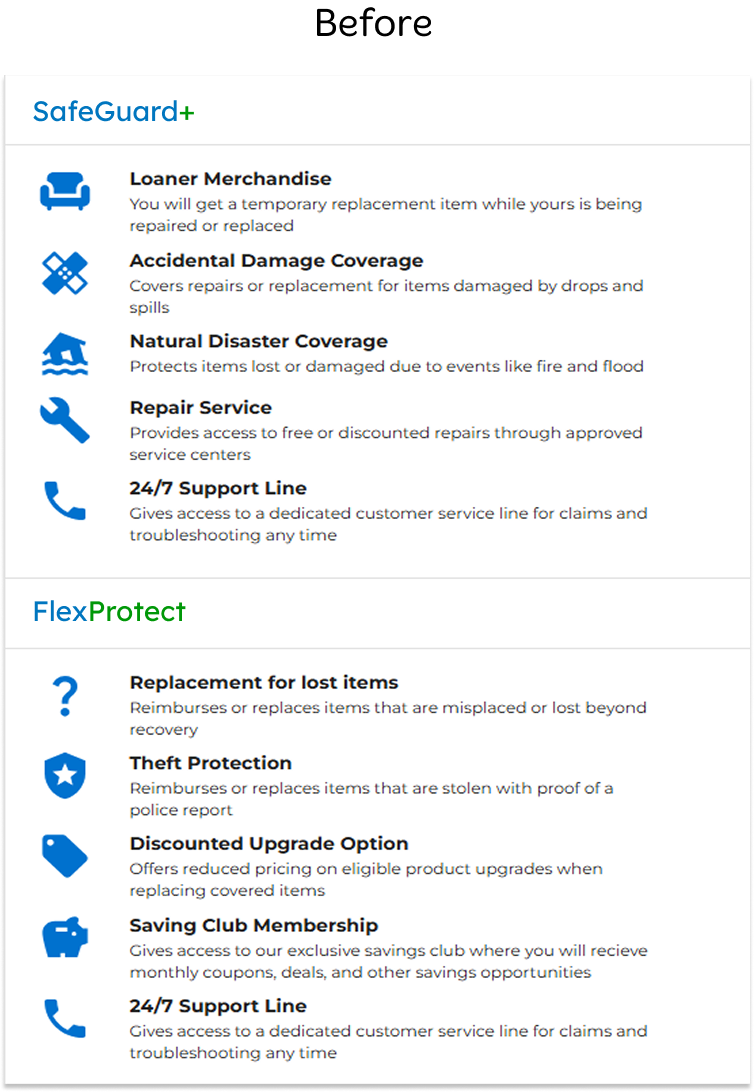 Before
SafeGuard+
Loaner Merchandise
You will get a temporary replacement item while yours is being
repaired or replaced
Accidental Damage Coverage
Covers repairs or replacement for items damaged by drops and
spills
Natural Disaster Coverage
Protects items lost or damaged due to events like fire and flood
Repair Service
Provides access to free or discounted repairs through approved
service centers
24/7 Support Line
Gives access to a dedicated customer service line for claims and
troubleshooting any time
FlexProtect
Replacement for lost items
Reimburses or replaces items that are misplaced or lost beyond
recovery
Theft Protection
Reimburses or replaces items that are stolen with proof of a
police report
Discounted Upgrade Option
Offers reduced pricing on eligible product upgrades when
replacing covered items
Saving Club Membership
Gives access to our exclusive savings club where you will recieve
monthly coupons, deals, and other savings opportunities
24/7 Support Line
Gives access to a dedicated customer service line for claims and
troubleshooting any time